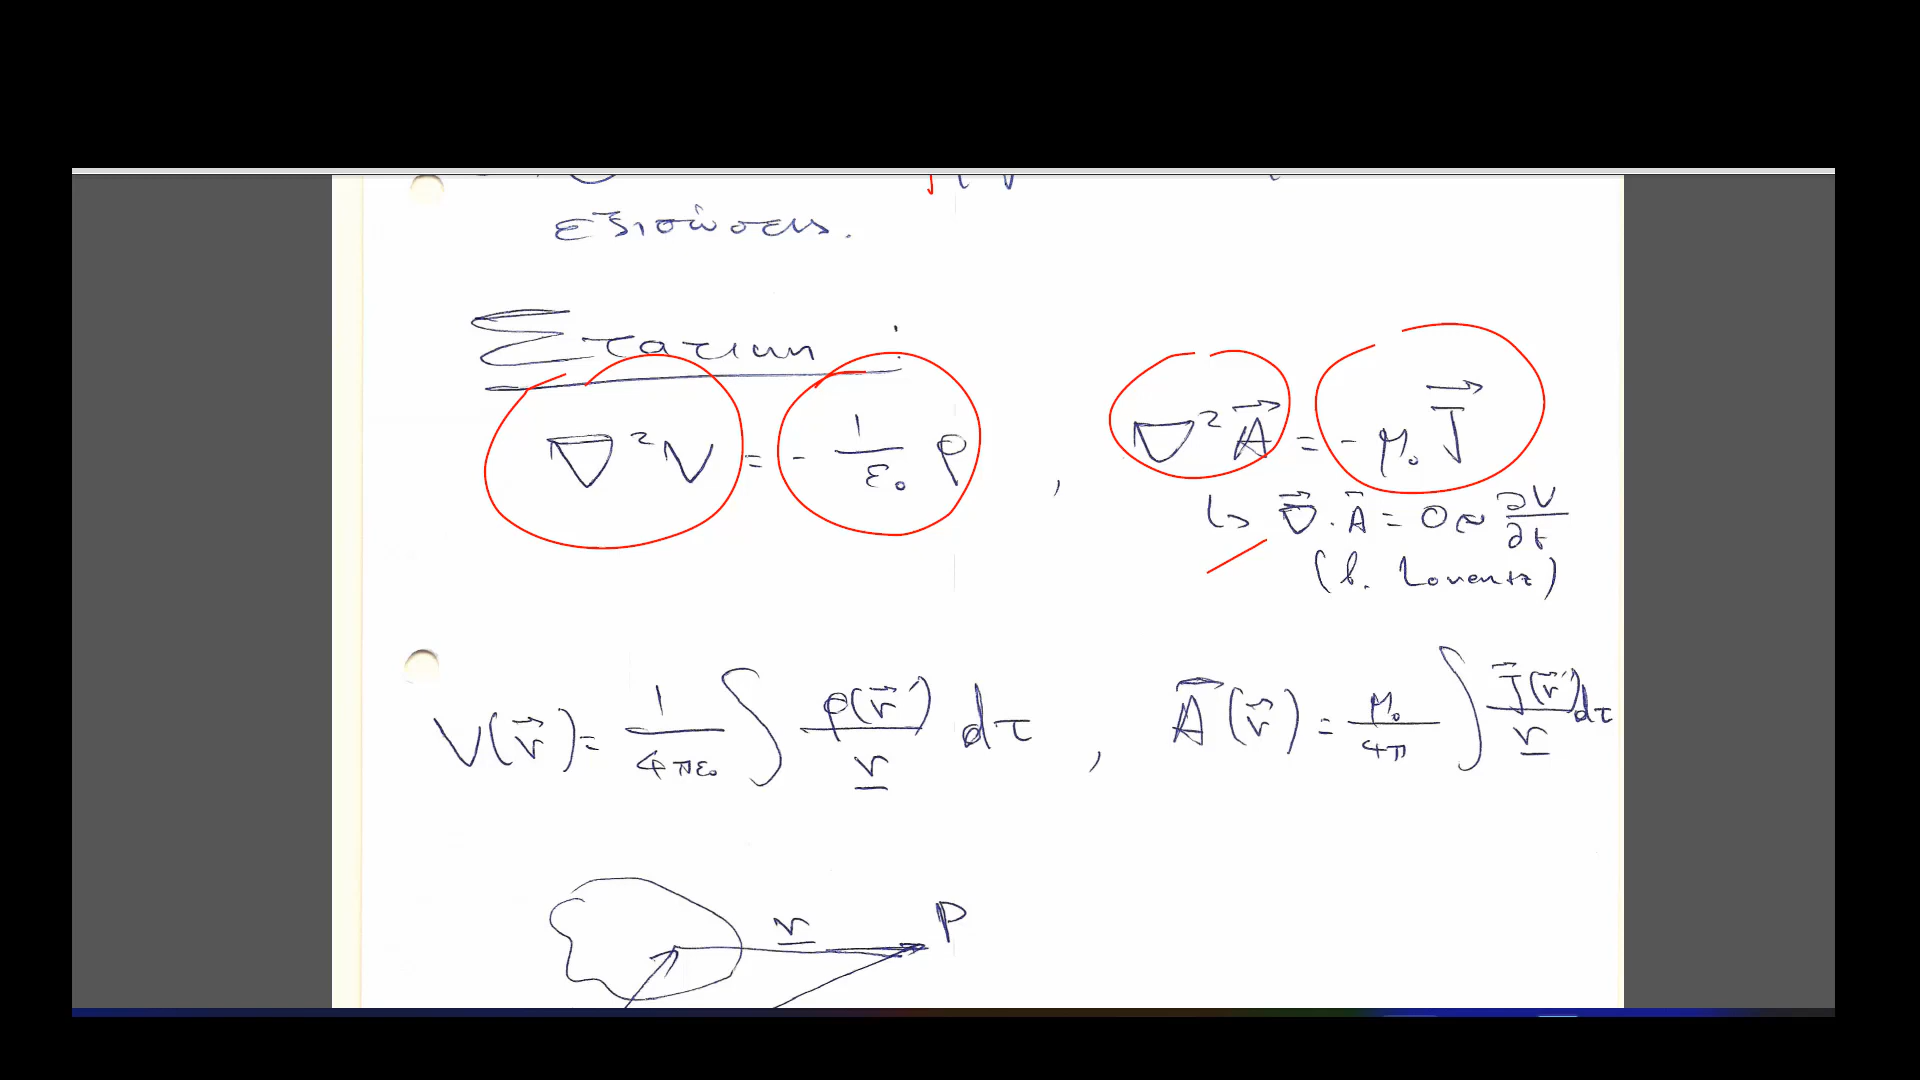 εξισώσεις.
Στατική :
∇²V = - 1/ε₀ ρ , ∇²A⃗ = - μ₀ J⃗
↳ ∇⃗ · A⃗ = 0 ~ ∂V/∂t
(β. Lorentz)
V(r⃗) = 1/4πε₀ ∫ ρ(r⃗')/r dτ , A⃗(r⃗) = μ₀/4π ∫ J⃗(r⃗')/r dτ
r P